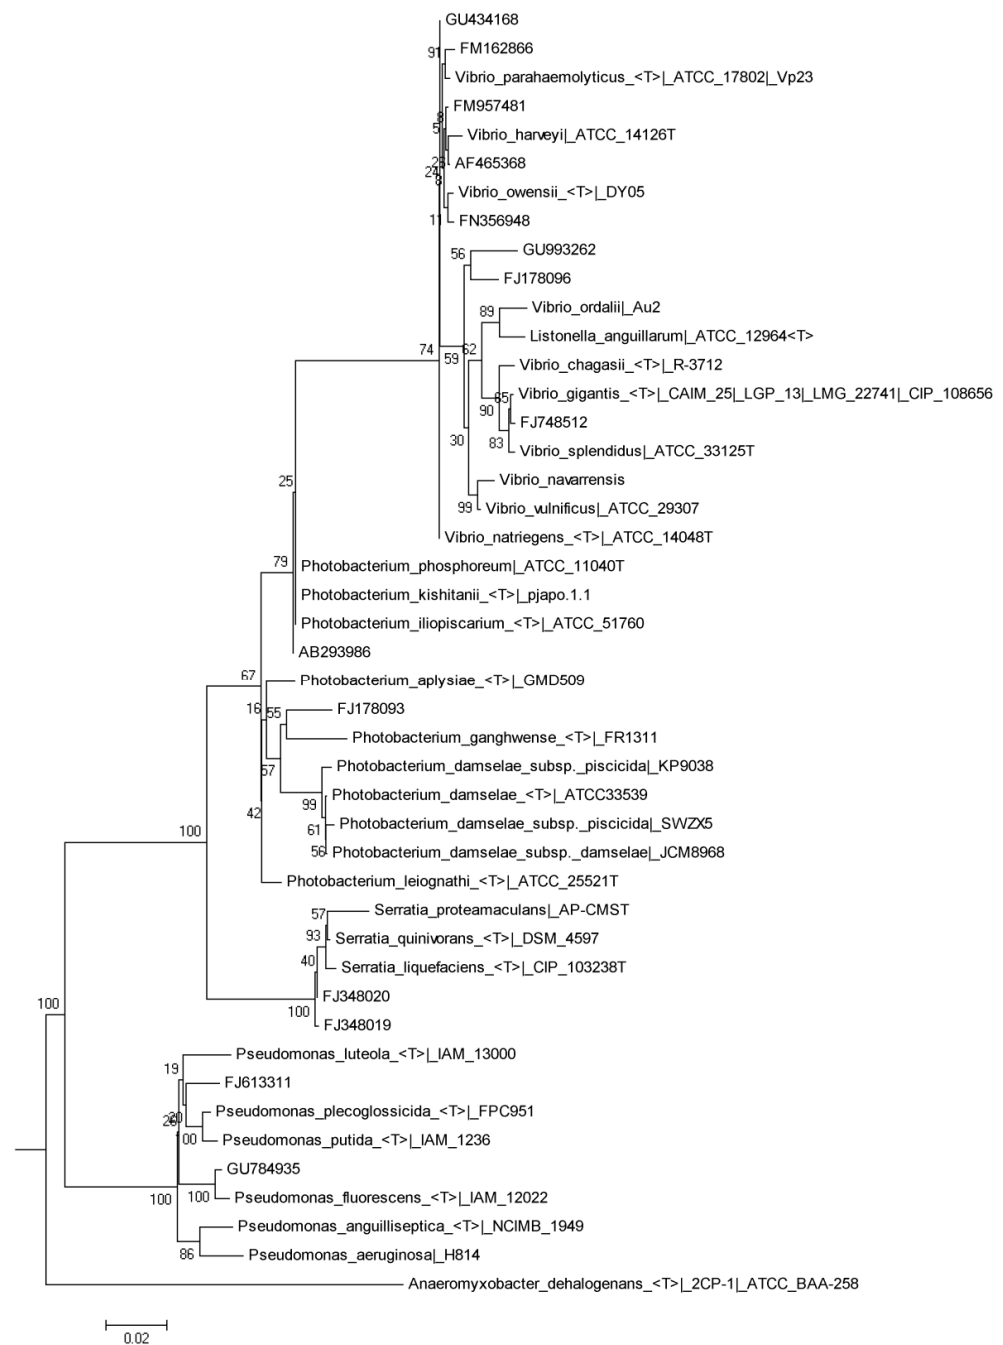 GU434168
91
FM162866
Vibrio_parahaemolyticus_<T>|_ATCC_17802|_Vp23
FM957481
5
Vibrio_harveyi|_ATCC_14126T
AF465368
24
8
Vibrio_owensii_<T>|_DY05
11
FN356948
56
GU993262
FJ178096
89
Vibrio_ordalii|_Au2
Listonella_anguillarum|_ATCC_12964<T>
74
59
62
Vibrio_chagasii_<T>|_R-3712
65
Vibrio_gigantis_<T>|_CAIM_25|_LGP_13|_LMG_22741|_CIP_108656
90
FJ748512
30
83
Vibrio_splendidus|_ATCC_33125T
25
Vibrio_navarrensis
99
Vibrio_vulnificus|_ATCC_29307
Vibrio_natriegens_<T>|_ATCC_14048T
79
Photobacterium_phosphoreum|_ATCC_11040T
Photobacterium_kishitanii_<T>|_pjapo.1.1
Photobacterium_iliopiscarium_<T>|_ATCC_51760
AB293986
67
Photobacterium_aplysiae_<T>|_GMD509
16
55
FJ178093
Photobacterium_ganghwense_<T>|_FR1311
57
Photobacterium_damselae_subsp._piscicida|_KP9038
99
Photobacterium_damselae_<T>|_ATCC33539
42
61
Photobacterium_damselae_subsp._piscicida|_SWZX5
100
56
Photobacterium_damselae_subsp._damselae|_JCM8968
Photobacterium_leiognathi_<T>|_ATCC_25521T
57
Serratia_proteamaculans|_AP-CMST
93
Serratia_quinivorans_<T>|_DSM_4597
40
Serratia_liquefaciens_<T>|_CIP_103238T
FJ348020
100
100
FJ348019
Pseudomonas_luteola_<T>|_IAM_13000
19
FJ613311
Pseudomonas_plecoglossicida_<T>|_FPC951
00
Pseudomonas_putida_<T>|_IAM_1236
GU784935
100
100
Pseudomonas_fluorescens_<T>|_IAM_12022
Pseudomonas_anguilliseptica_<T>|_NCIMB_1949
86
Pseudomonas_aeruginosa|_H814
Anaeromyxobacter_dehalogenans_<T>|_2CP-1|_ATCC_BAA-258
0.02